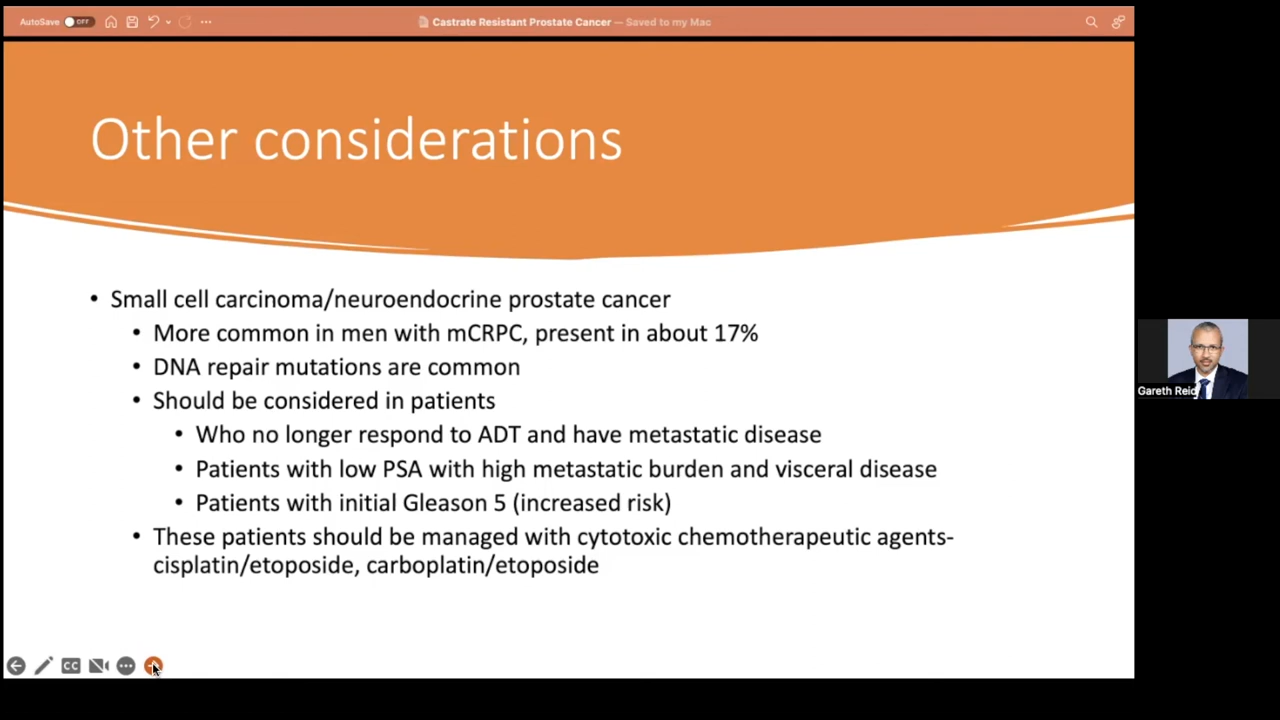 AutoSave OFF
Castrate Resistant Prostate Cancer — Saved to my Mac
Other considerations
• Small cell carcinoma/neuroendocrine prostate cancer
• More common in men with mCRPC, present in about 17%
• DNA repair mutations are common
• Should be considered in patients
• Who no longer respond to ADT and have metastatic disease
• Patients with low PSA with high metastatic burden and visceral disease
• Patients with initial Gleason 5 (increased risk)
• These patients should be managed with cytotoxic chemotherapeutic agents-
cisplatin/etoposide, carboplatin/etoposide
Gareth Reid
CC